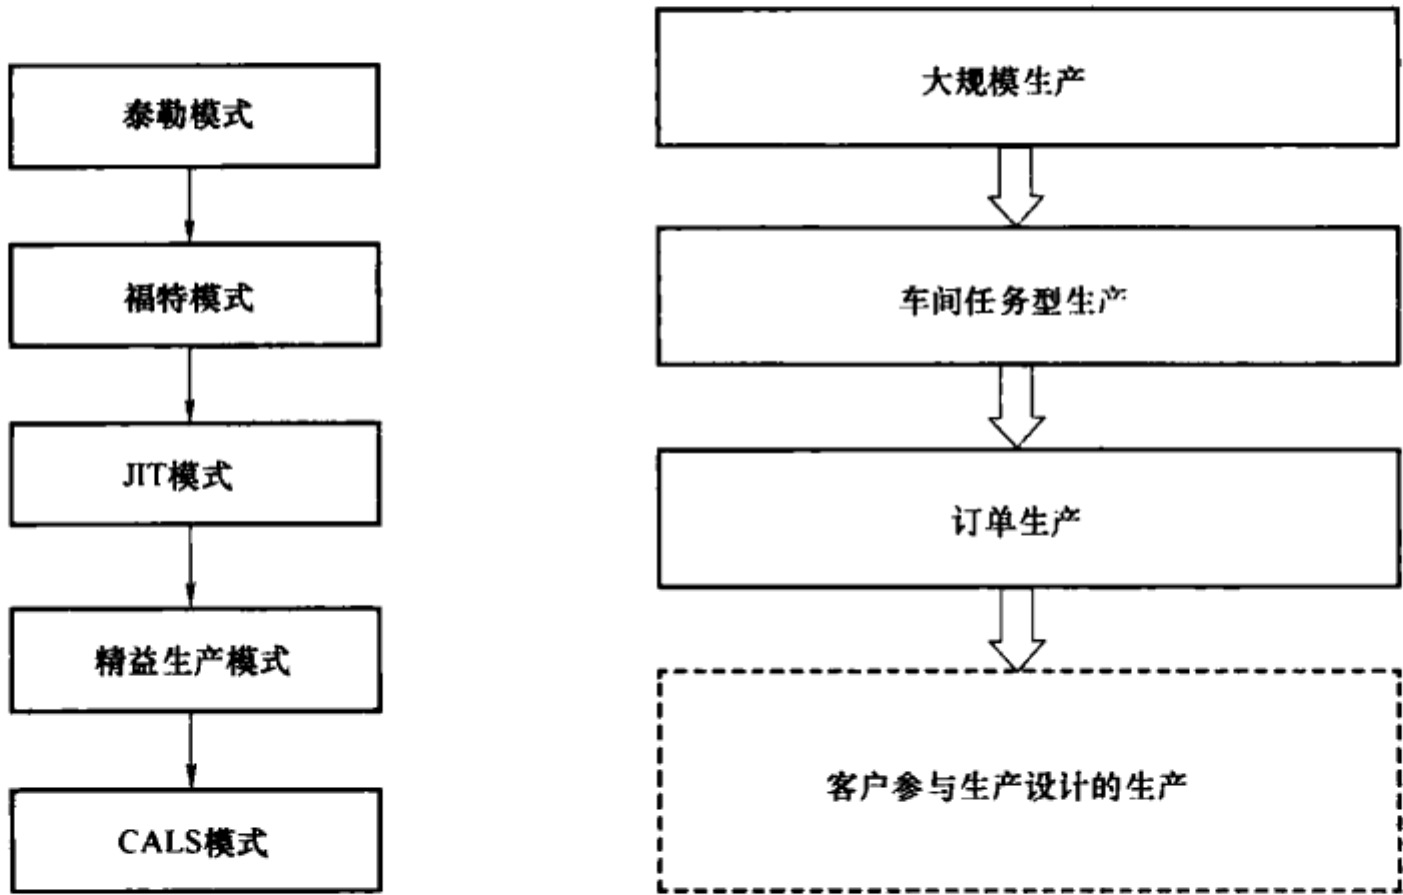 泰勒模式
福特模式
JIT模式
精益生产模式
CALS模式
大规模生产
车间任务型生产
订单生产
客户参与生产设计的生产